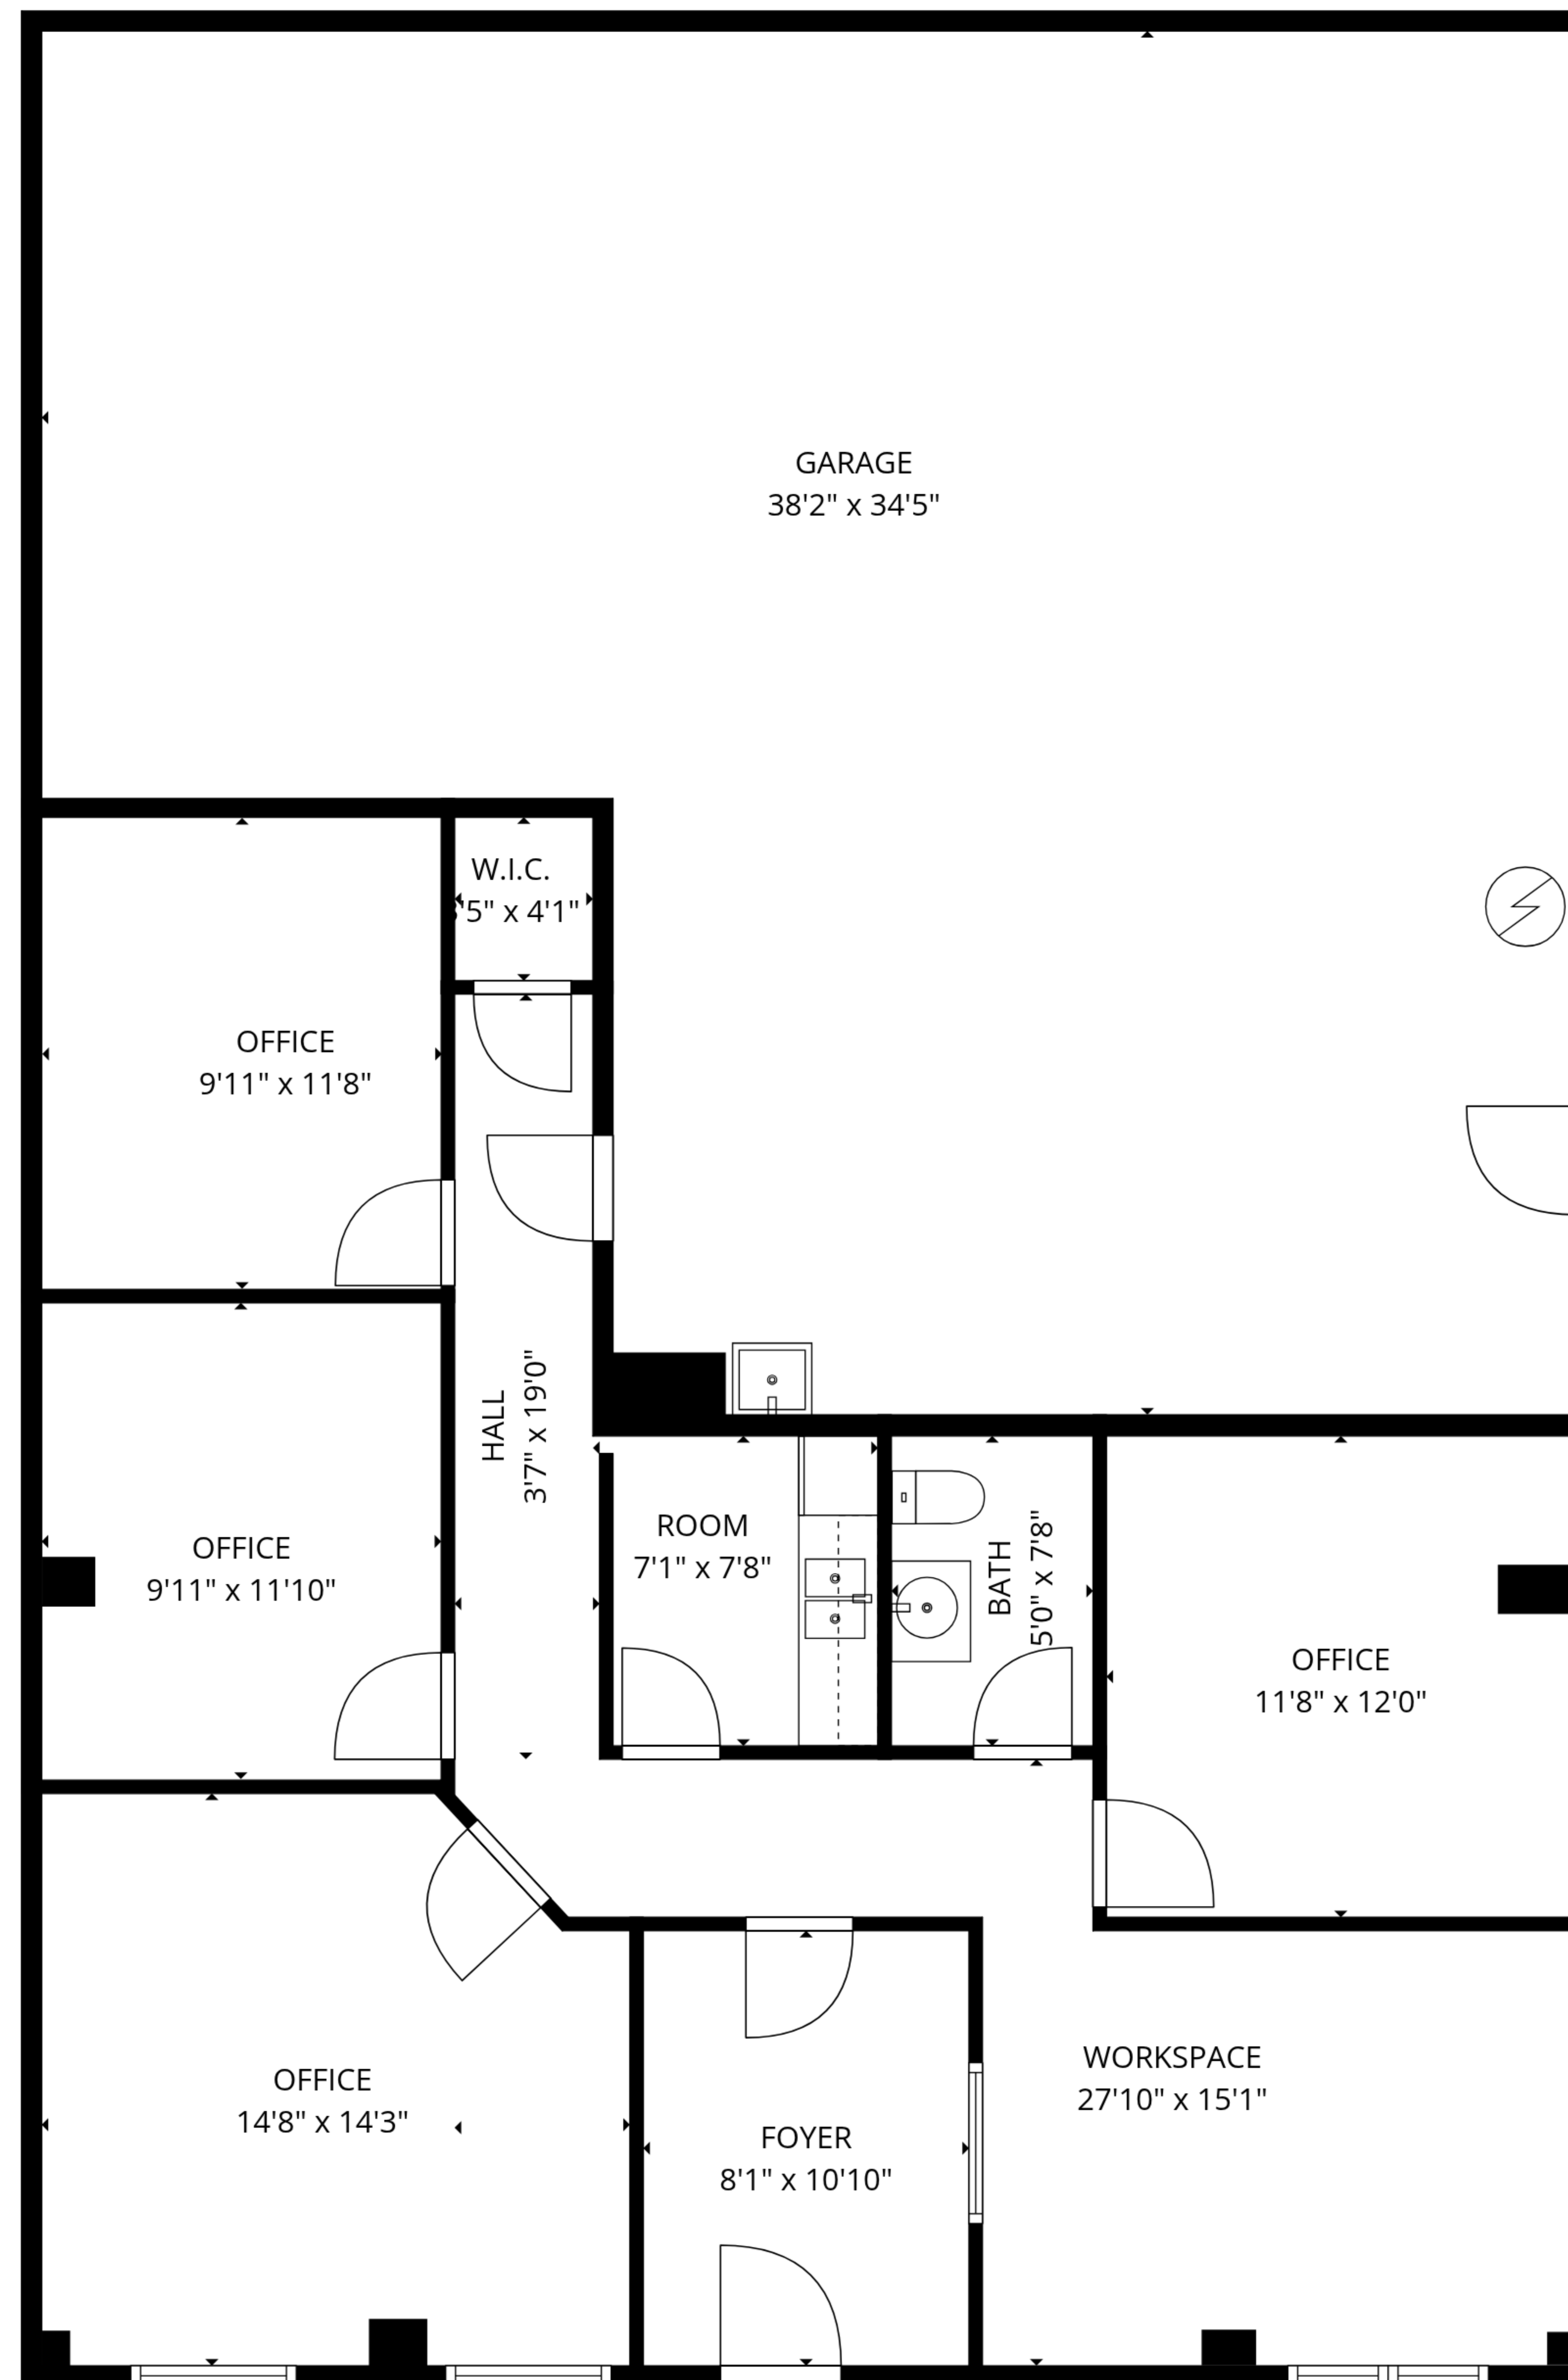 GARAGE
38'2" x 34'5"
W.I.C.
'5" x 4'1"
OFFICE
9'11" x 11'8"
HALL
3'7" x 19'0"
ROOM
7'1" x 7'8"
BATH
5'0" x 7'8"
OFFICE
9'11" x 11'10"
OFFICE
11'8" x 12'0"
WORKSPACE
27'10" x 15'1"
OFFICE
14'8" x 14'3"
FOYER
8'1" x 10'10"